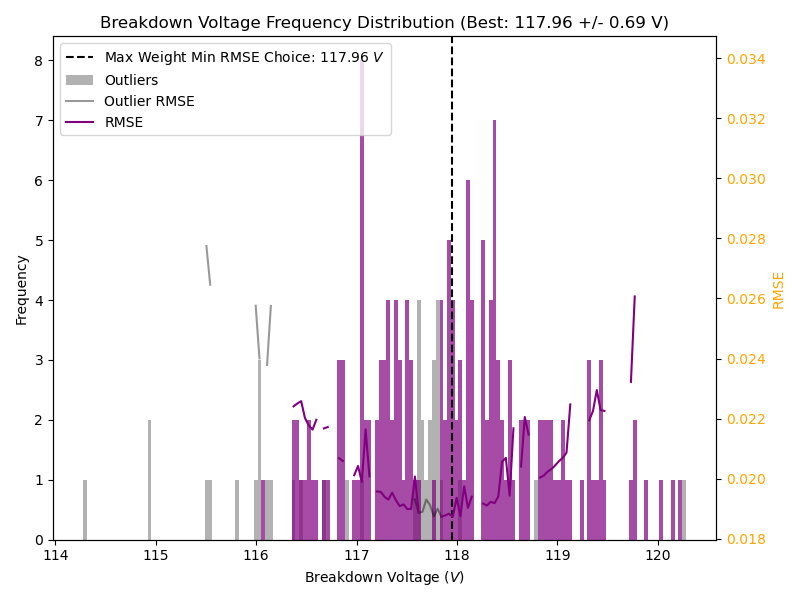 Breakdown Voltage Frequency Distribution (Best: 117.96 +/- 0.69 V)
Max Weight Min RMSE Choice: 117.96 V
Outliers
Outlier RMSE
RMSE
8
7
6
5
4
3
2
1
0
Frequency
0.034
0.032
0.030
0.028
0.026
0.024
0.022
0.020
0.018
RMSE
114 115 116 117 118 119 120
Breakdown Voltage (V)